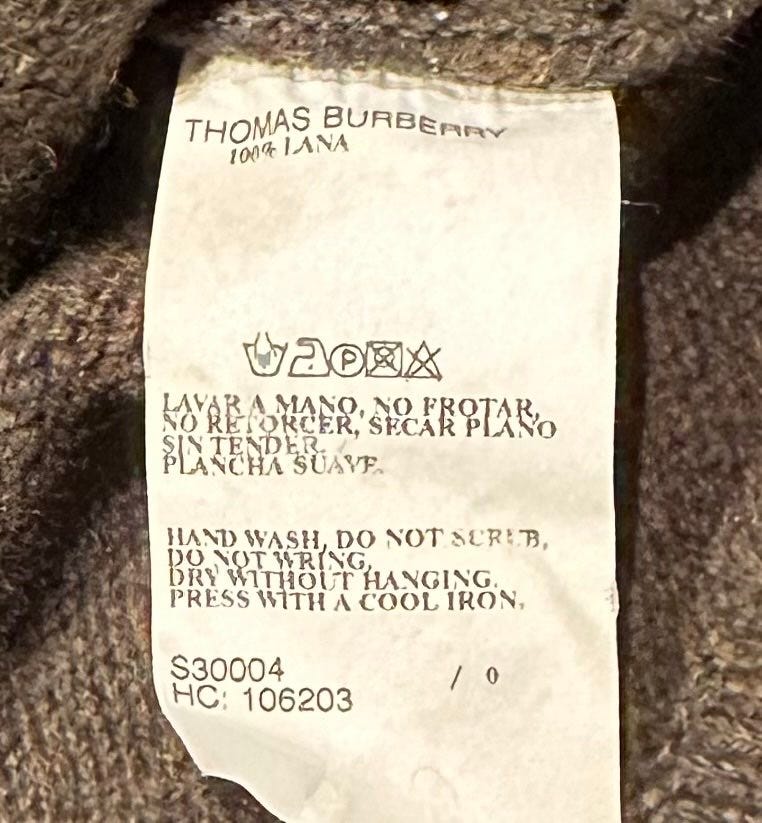 THOMAS BURBERRY
100% LANA
P
LAVAR A MANO, NO FROTAR,
NO RETORCER, SECAR PLANO
SIN TENDER.
PLANCHA SUAVE.
HAND WASH, DO NOT SCRUB,
DO NOT WRING,
DRY WITHOUT HANGING.
PRESS WITH A COOL IRON.
S30004 / 0
HC: 106203